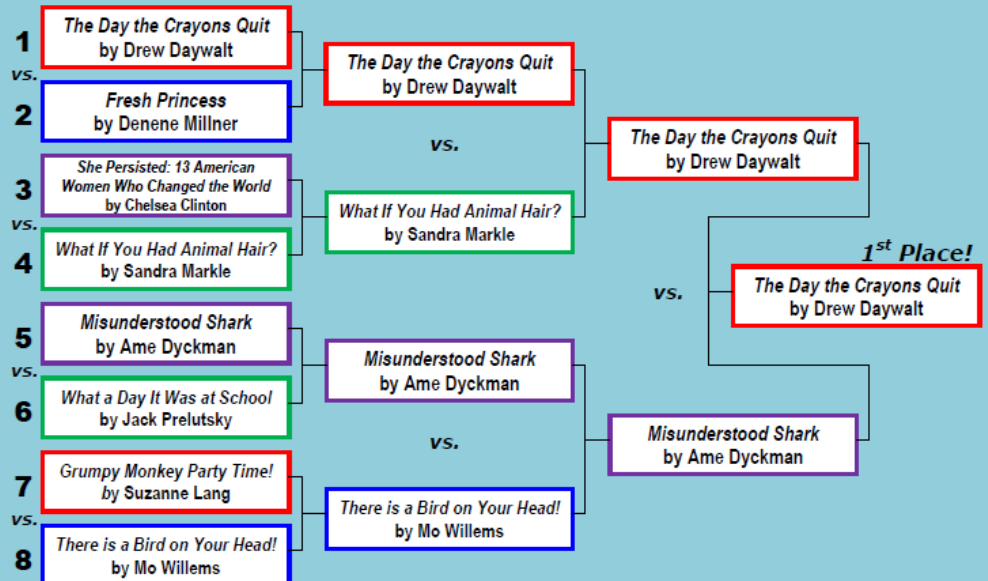 1
The Day the Crayons Quit
by Drew Daywalt
vs.
2
Fresh Princess
by Denene Millner
3
She Persisted: 13 American
Women Who Changed the World
by Chelsea Clinton
vs.
4
What If You Had Animal Hair?
by Sandra Markle
5
Misunderstood Shark
by Ame Dyckman
vs.
6
What a Day It Was at School
by Jack Prelutsky
7
Grumpy Monkey Party Time!
by Suzanne Lang
vs.
8
There is a Bird on Your Head!
by Mo Willems
The Day the Crayons Quit
by Drew Daywalt
vs.
What If You Had Animal Hair?
by Sandra Markle
Misunderstood Shark
by Ame Dyckman
vs.
There is a Bird on Your Head!
by Mo Willems
The Day the Crayons Quit
by Drew Daywalt
vs.
Misunderstood Shark
by Ame Dyckman
1st Place!
The Day the Crayons Quit
by Drew Daywalt